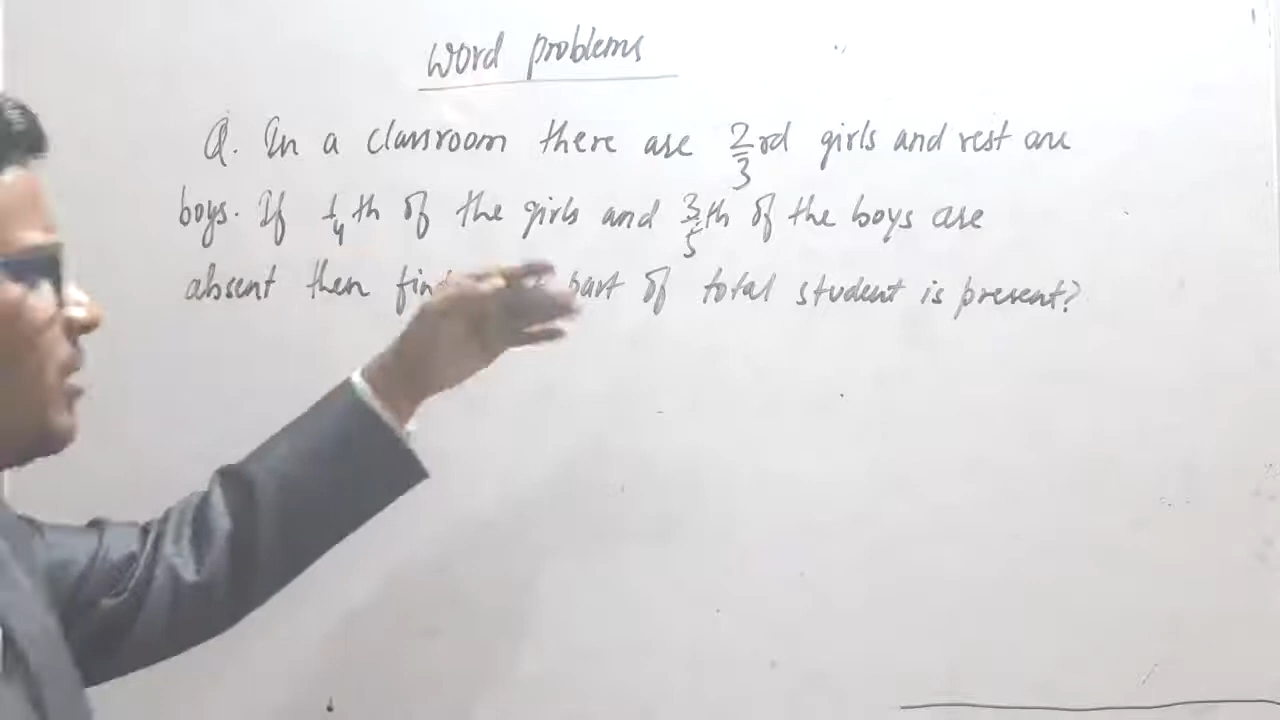 Word problems
Q. In a classroom there are 2/3rd girls and rest are
boys. If 1/4th of the girls and 3/5th of the boys are
absent then find part of total student is present?